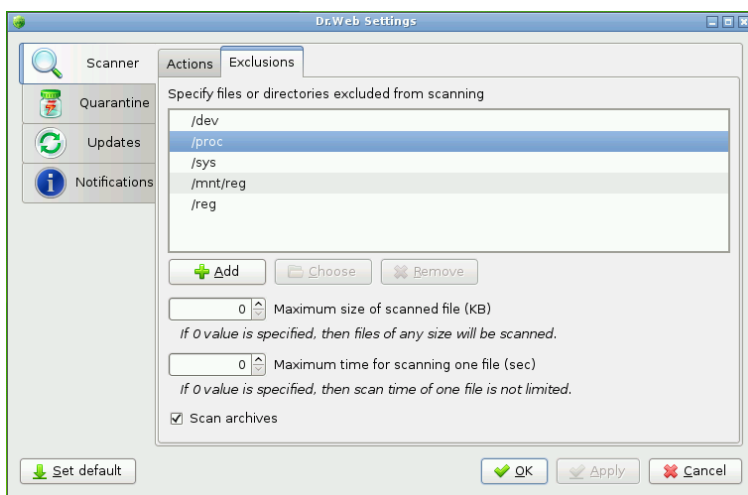 Dr.Web Settings
Scanner
Quarantine
Updates
Notifications
Actions
Exclusions
Specify files or directories excluded from scanning
/dev
/proc
/sys
/mnt/reg
/reg
Add
Choose
Remove
0 Maximum size of scanned file (KB)
If 0 value is specified, then files of any size will be scanned.
0 Maximum time for scanning one file (sec)
If 0 value is specified, then scan time of one file is not limited.
Scan archives
Set default
OK
Apply
Cancel